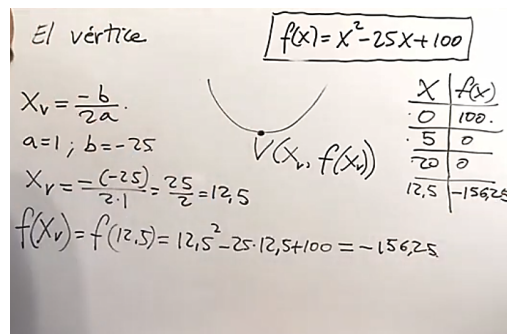 El vértice
f(x)=x²-25x+100
Xᵥ = -b/2a.
a=1 ; b=-25
Xᵥ = -(-25)/2·1 = 25/2 = 12,5
f(Xᵥ)=f(12,5)=12,5²-25·12,5+100=-156,25
V(Xᵥ, f(Xᵥ))
X f(x)
0 100.
5 0
20 0
12,5 -156,25